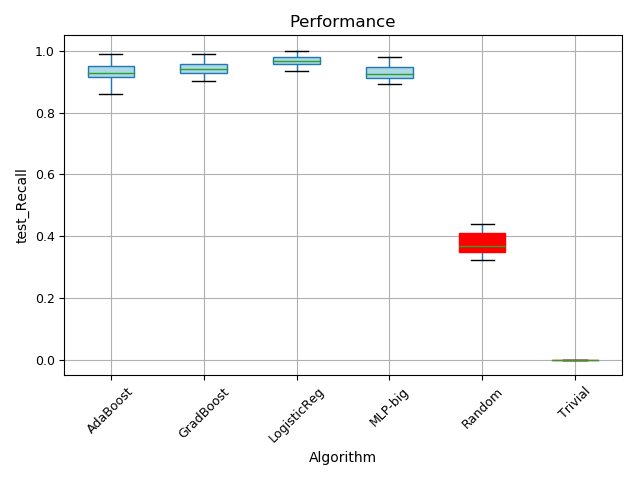 Performance
test_Recall
1.0
0.8
0.6
0.4
0.2
0.0
AdaBoost
GradBoost
LogisticReg
MLP-big
Random
Trivial
Algorithm